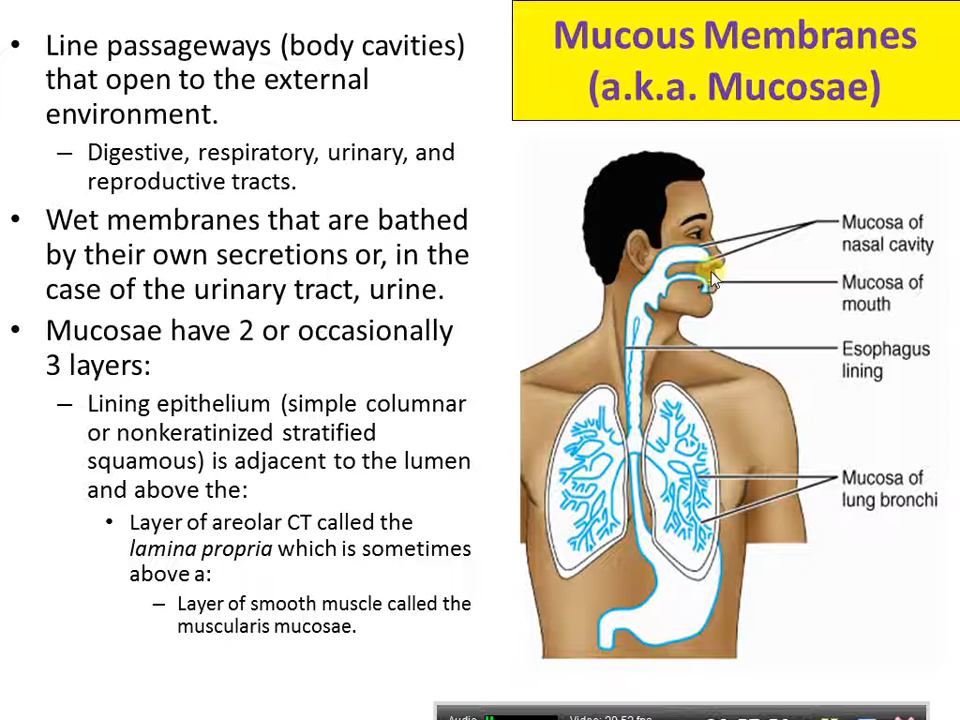 • Line passageways (body cavities)
that open to the external
environment.
– Digestive, respiratory, urinary, and
reproductive tracts.
• Wet membranes that are bathed
by their own secretions or, in the
case of the urinary tract, urine.
• Mucosae have 2 or occasionally
3 layers:
– Lining epithelium (simple columnar
or nonkeratinized stratified
squamous) is adjacent to the lumen
and above the:
• Layer of areolar CT called the
lamina propria which is sometimes
above a:
– Layer of smooth muscle called the
muscularis mucosae.
Mucous Membranes
(a.k.a. Mucosae)
Mucosa of
nasal cavity
Mucosa of
mouth
Esophagus
lining
Mucosa of
lung bronchi